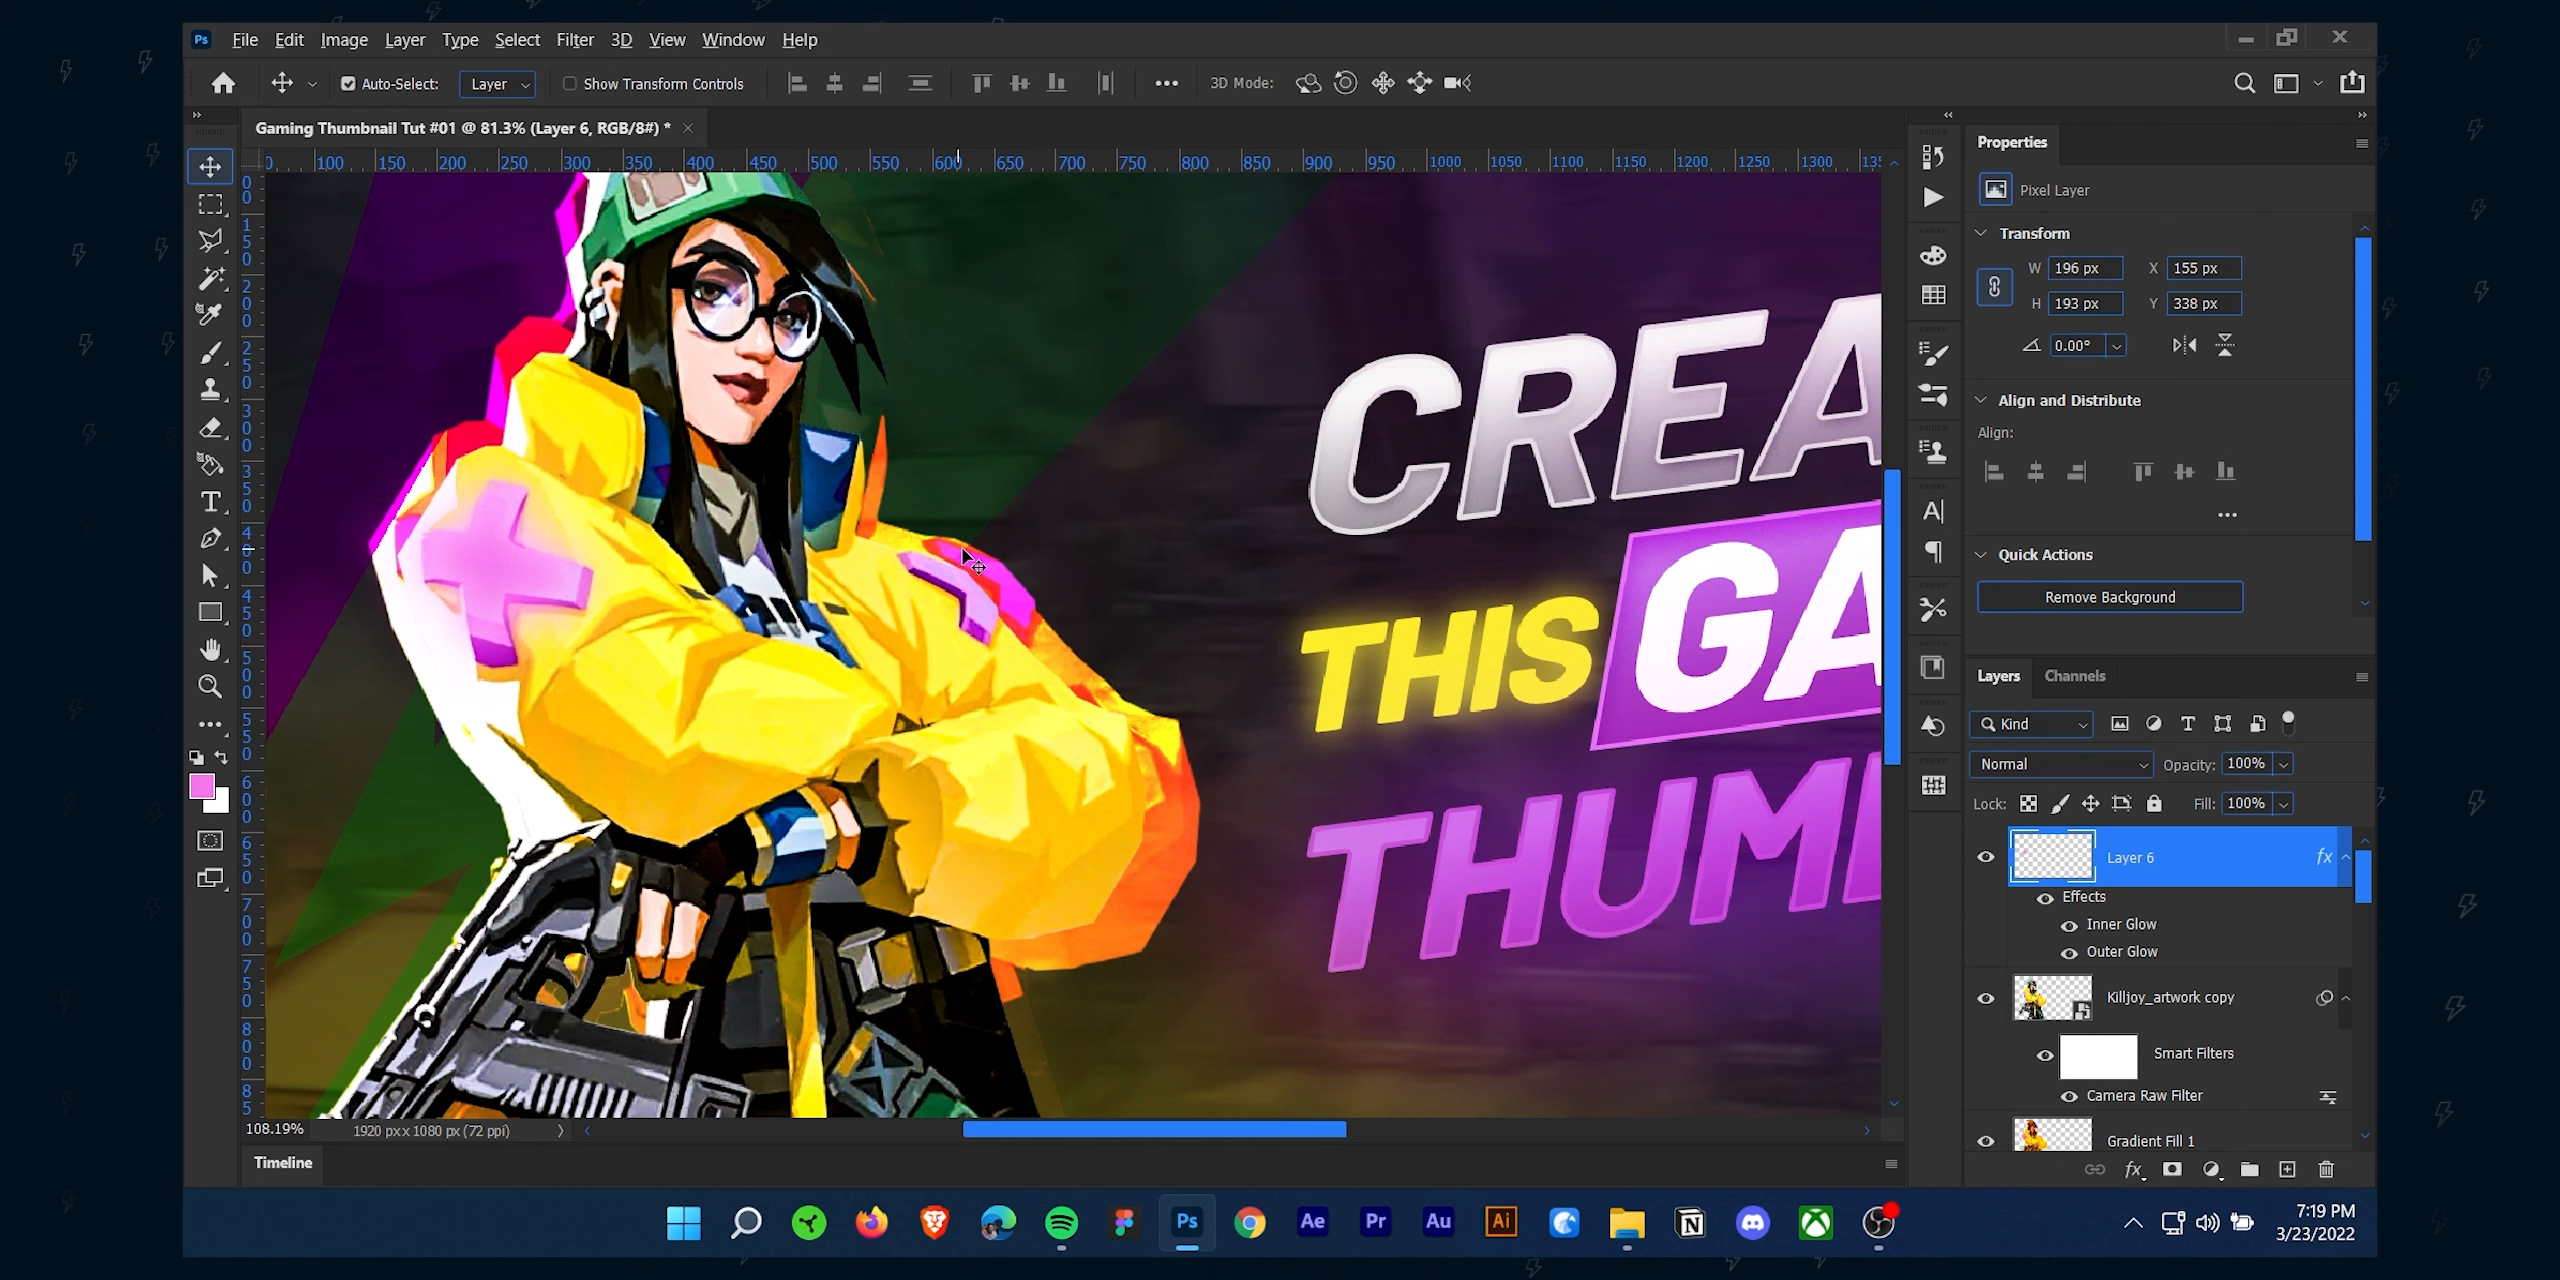 Ps File Edit Image Layer Type Select Filter 3D View Window Help
Auto-Select: Layer Show Transform Controls 3D Mode:
Gaming Thumbnail Tut #01 @ 81.3% (Layer 6, RGB/8#) *
100 150 200 250 300 350 400 450 500 550 600 650 700 750 800 850 900 950 1000 1050 1100 1150 1200 1250 1300
CREA
THIS GA
THUM
108.19% 1920 px x 1080 px (72 ppi)
Timeline
Properties
Pixel Layer
Transform
W 196 px X 155 px
H 193 px Y 338 px
0.00°
Align and Distribute
Align:
Quick Actions
Remove Background
Layers Channels
Kind
Normal Opacity: 100%
Lock: Fill: 100%
Layer 6 fx
Effects
Inner Glow
Outer Glow
Killjoy_artwork copy
Smart Filters
Camera Raw Filter
Gradient Fill 1
fx
Ps Ae Pr Au Ai
7:19 PM
3/23/2022